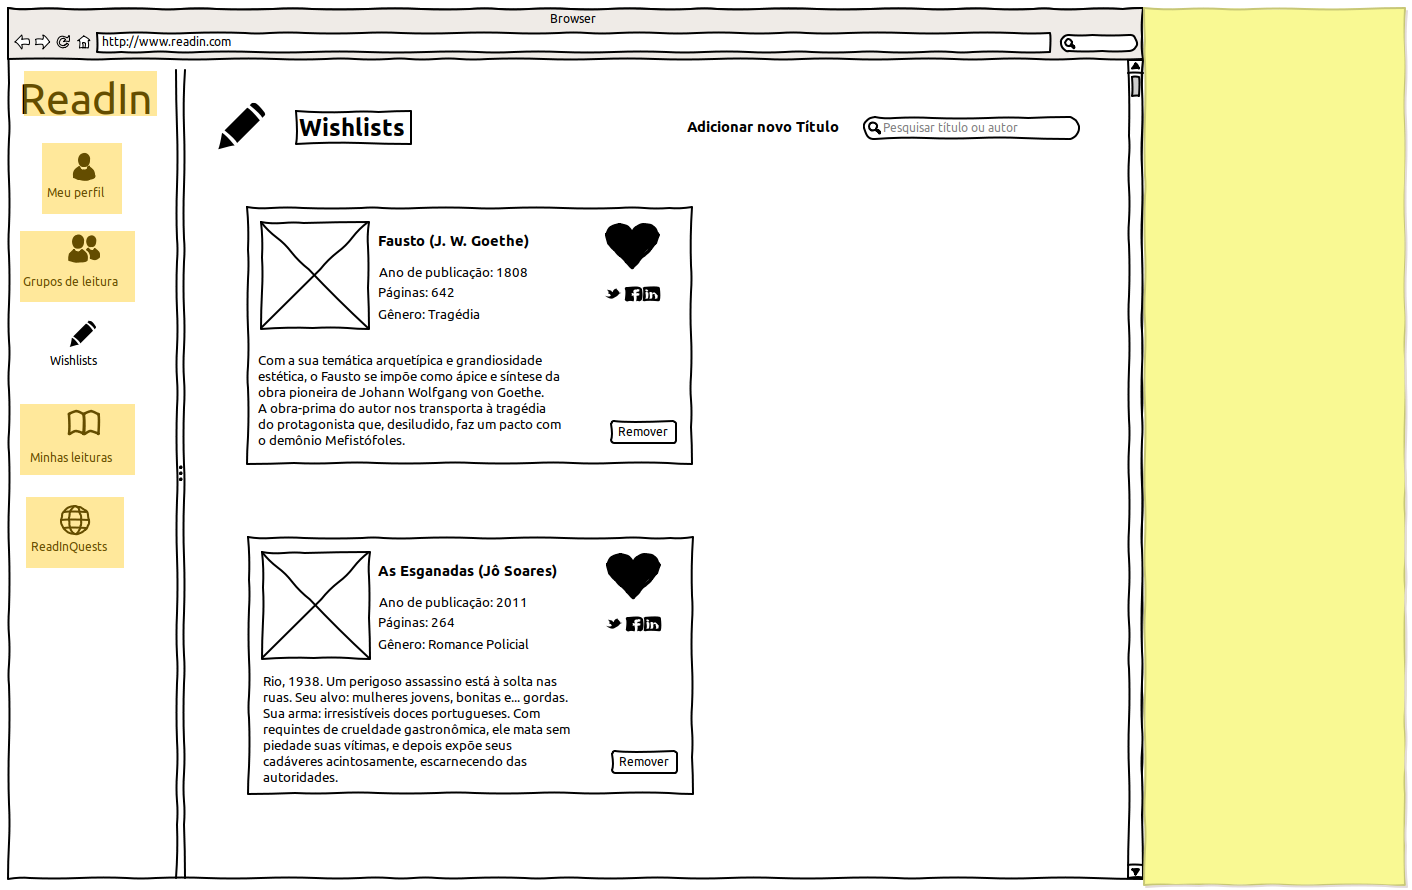 Browser
http://www.readin.com
ReadIn
Meu perfil
Grupos de leitura
Wishlists
Minhas leituras
ReadInQuests
Wishlists
Adicionar novo Título
Pesquisar título ou autor
Fausto (J. W. Goethe)
Ano de publicação: 1808
Páginas: 642
Gênero: Tragédia
Com a sua temática arquetípica e grandiosidade
estética, o Fausto se impõe como ápice e síntese da
obra pioneira de Johann Wolfgang von Goethe.
A obra-prima do autor nos transporta à tragédia
do protagonista que, desiludido, faz um pacto com
o demônio Mefistófoles.
Remover
As Esganadas (Jô Soares)
Ano de publicação: 2011
Páginas: 264
Gênero: Romance Policial
Rio, 1938. Um perigoso assassino está à solta nas
ruas. Seu alvo: mulheres jovens, bonitas e... gordas.
Sua arma: irresistíveis doces portugueses. Com
requintes de crueldade gastronômica, ele mata sem
piedade suas vítimas, e depois expõe seus
cadáveres acintosamente, escarnecendo das
autoridades.
Remover